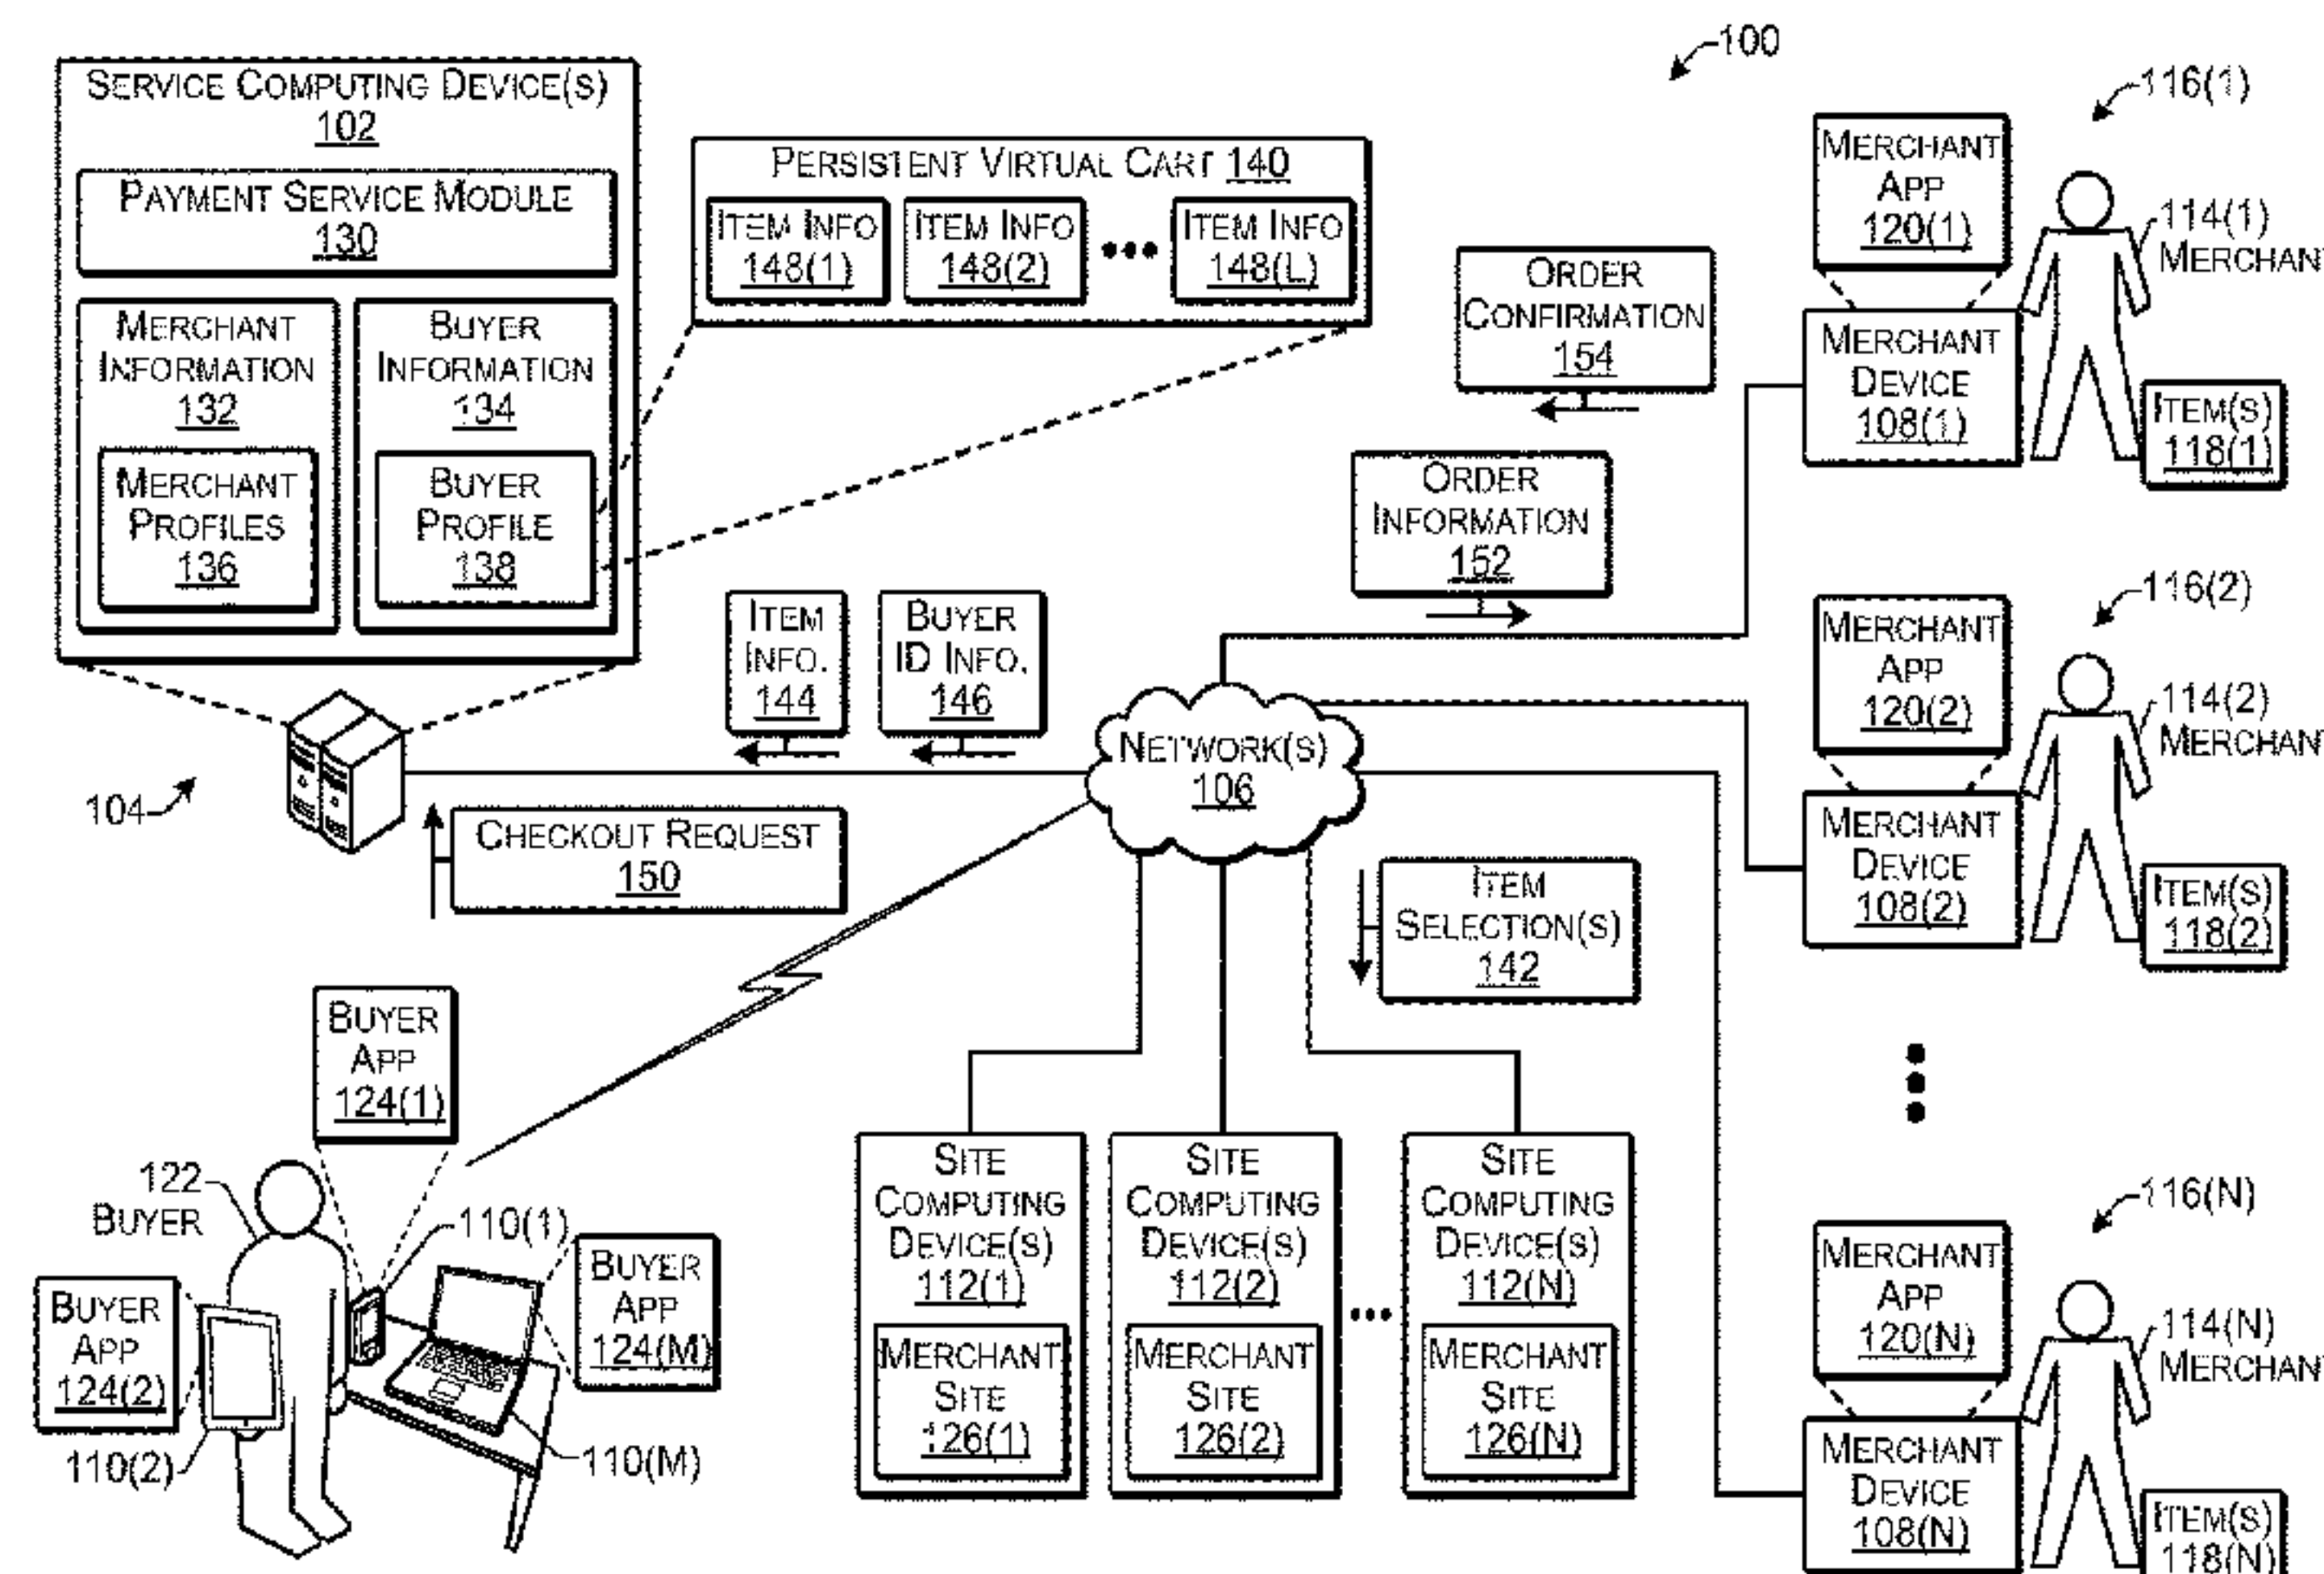 100
SERVICE COMPUTING DEVICE(S)
102
PAYMENT SERVICE MODULE
130
MERCHANT
INFORMATION
132
MERCHANT
PROFILES
136
BUYER
INFORMATION
134
BUYER
PROFILE
138
PERSISTENT VIRTUAL CART 140
ITEM INFO
148(1)
ITEM INFO
148(2)
•••
ITEM INFO
148(L)
ORDER
CONFIRMATION
154
ORDER
INFORMATION
152
116(1)
MERCHANT
APP
120(1)
114(1)
MERCHANT
MERCHANT
DEVICE
108(1)
ITEM(S)
118(1)
116(2)
MERCHANT
APP
120(2)
114(2)
MERCHANT
MERCHANT
DEVICE
108(2)
ITEM(S)
118(2)
ITEM
INFO.
144
BUYER
ID INFO.
146
NETWORK(S)
106
104
CHECKOUT REQUEST
150
ITEM
SELECTION(S)
142
BUYER
APP
124(1)
122
BUYER
110(1)
BUYER
APP
124(2)
110(2)
BUYER
APP
124(M)
110(M)
SITE
COMPUTING
DEVICE(S)
112(1)
MERCHANT
SITE
126(1)
SITE
COMPUTING
DEVICE(S)
112(2)
MERCHANT
SITE
126(2)
•••
SITE
COMPUTING
DEVICE(S)
112(N)
MERCHANT
SITE
126(N)
116(N)
MERCHANT
APP
120(N)
114(N)
MERCHANT
MERCHANT
DEVICE
108(N)
ITEM(S)
118(N)